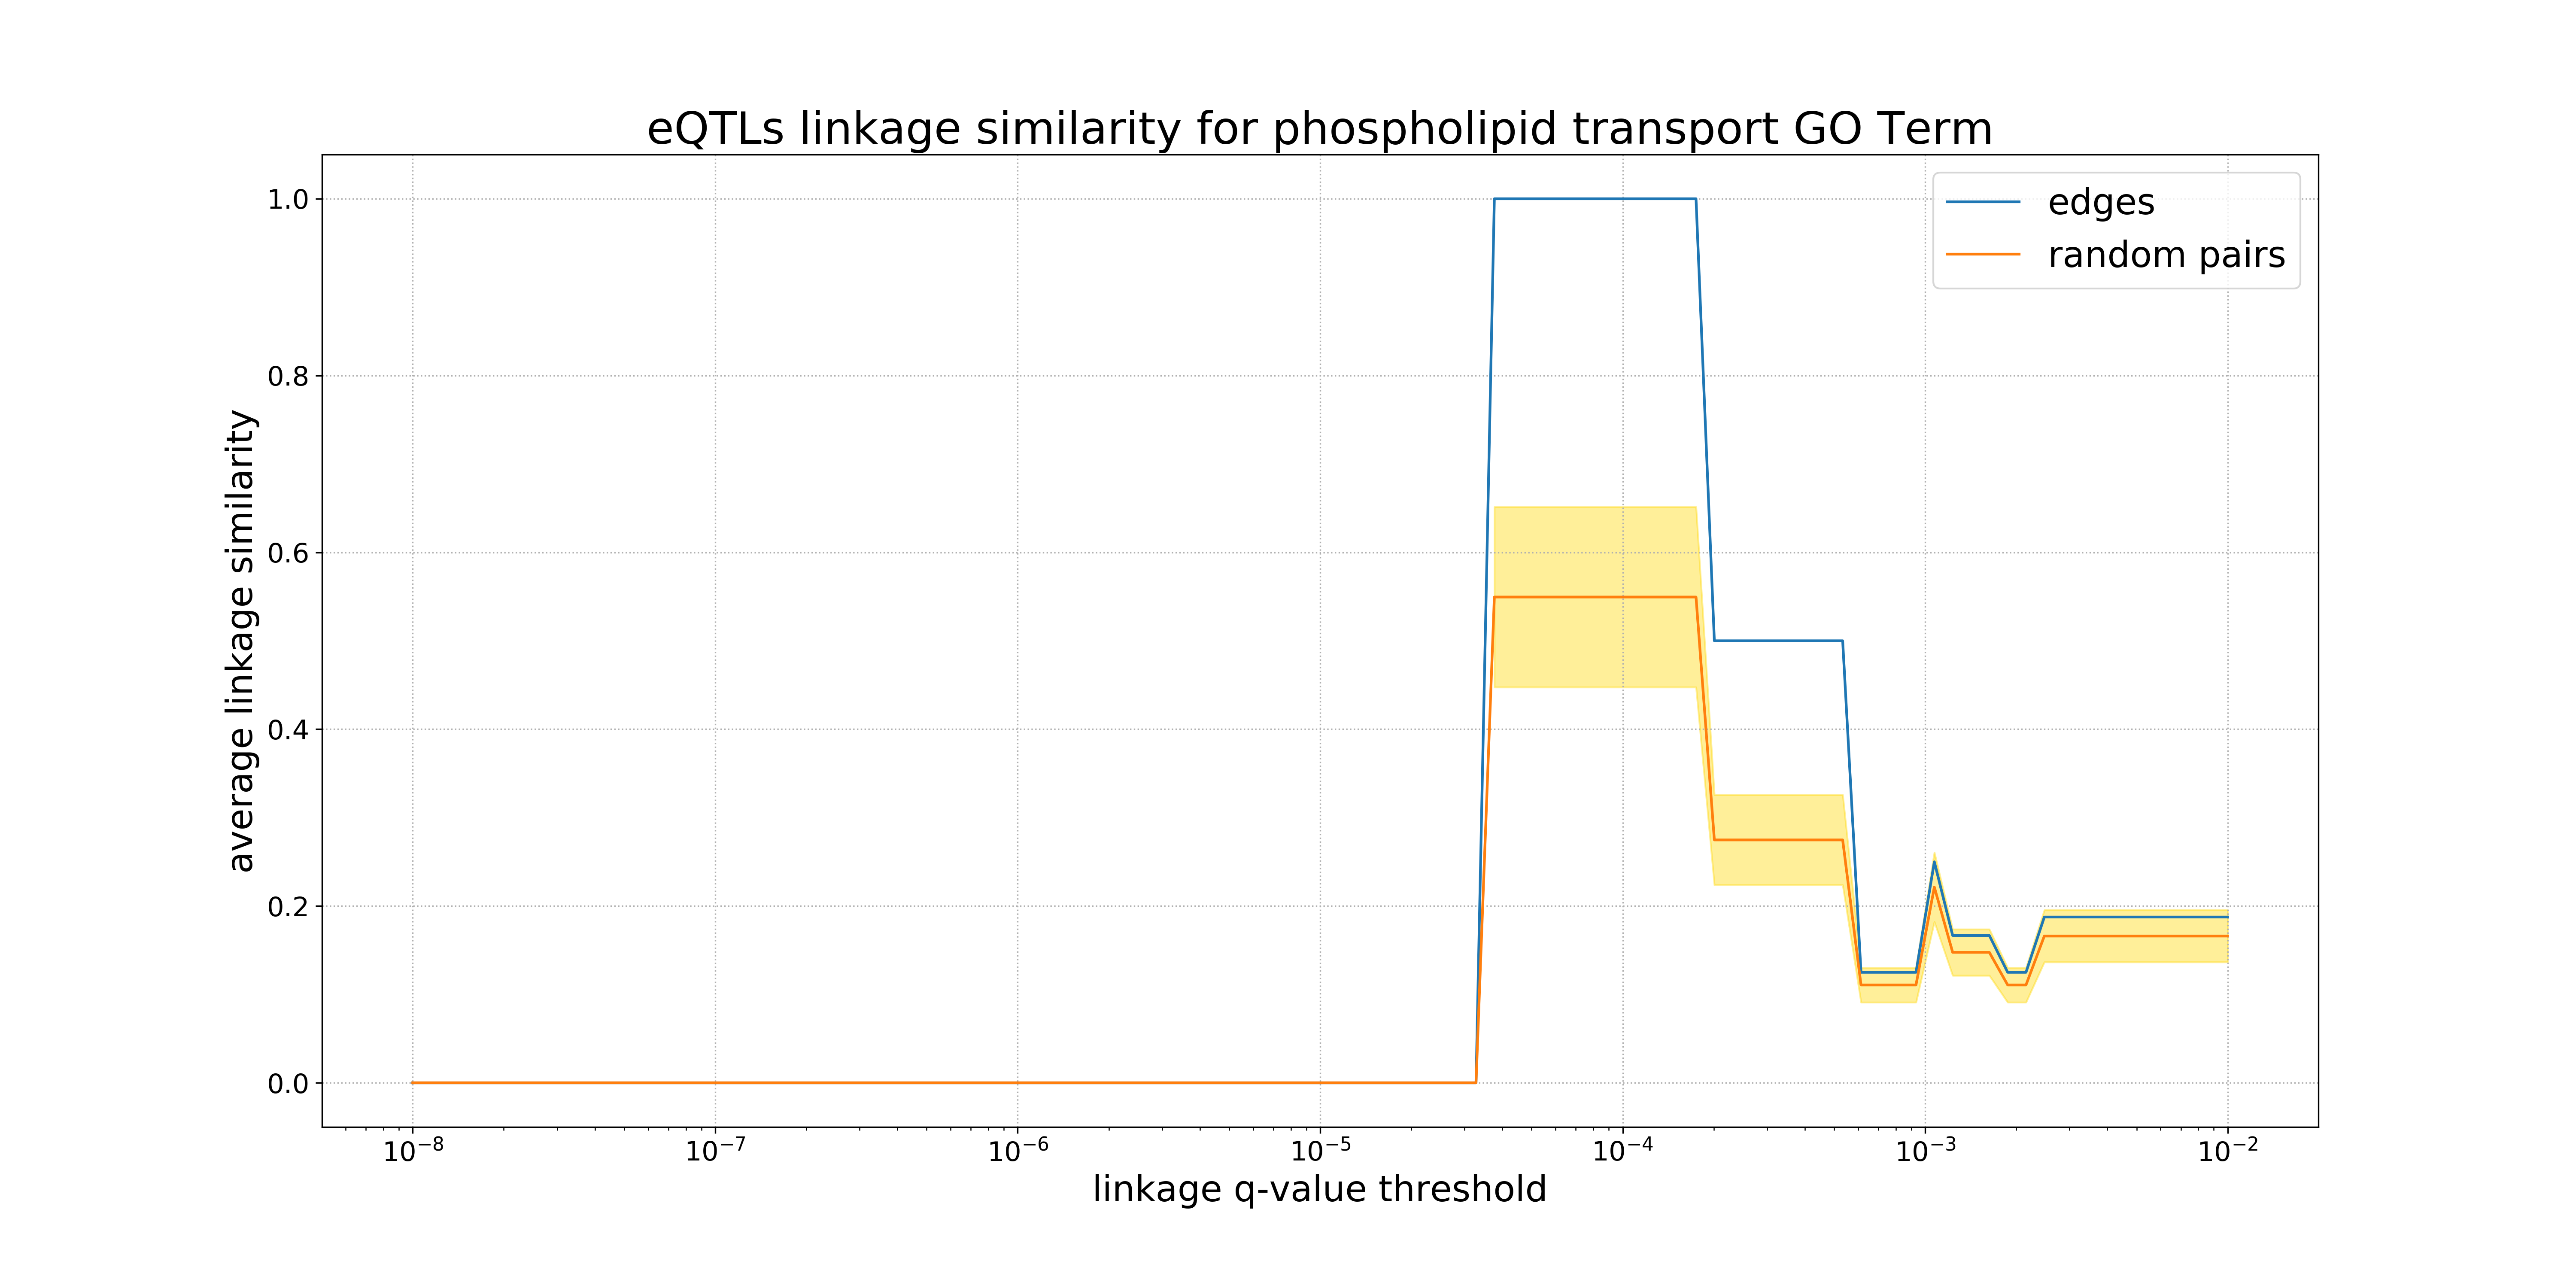 eQTLs linkage similarity for phospholipid transport GO Term
edges
random pairs
average linkage similarity
1.0
0.8
0.6
0.4
0.2
0.0
10⁻⁸ 10⁻⁷ 10⁻⁶ 10⁻⁵ 10⁻⁴ 10⁻³ 10⁻²
linkage q-value threshold